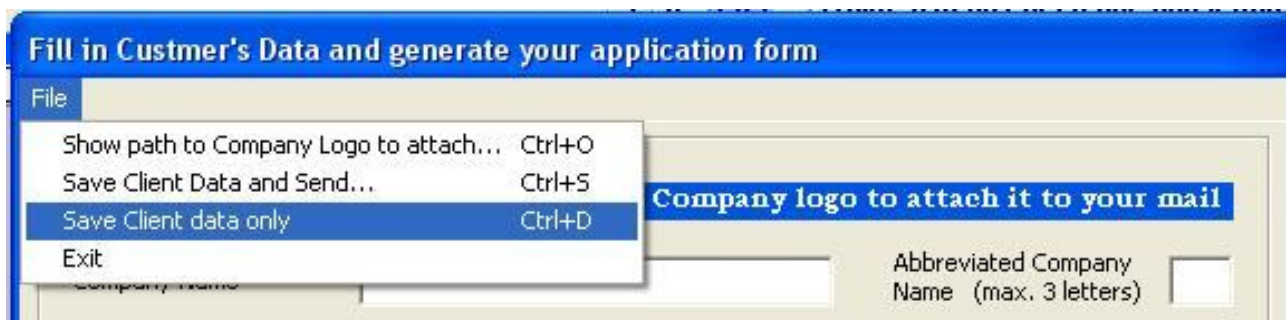 Fill in Custmer's Data and generate your application form
File
Show path to Company Logo to attach... Ctrl+O
Save Client Data and Send... Ctrl+S
Save Client data only Ctrl+D
Exit
Company logo to attach it to your mail
Company Name
Abbreviated Company
Name (max. 3 letters)